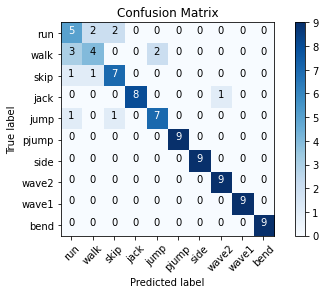 Confusion Matrix
True label
run 5 2 2 0 0 0 0 0 0 0
walk 3 4 0 0 2 0 0 0 0 0
skip 1 1 7 0 0 0 0 0 0 0
jack 0 0 0 8 0 0 0 1 0 0
jump 1 0 1 0 7 0 0 0 0 0
pjump 0 0 0 0 0 9 0 0 0 0
side 0 0 0 0 0 0 9 0 0 0
wave2 0 0 0 0 0 0 0 9 0 0
wave1 0 0 0 0 0 0 0 0 9 0
bend 0 0 0 0 0 0 0 0 0 9
run walk skip jack jump pjump side wave2 wave1 bend
Predicted label
9
8
7
6
5
4
3
2
1
0